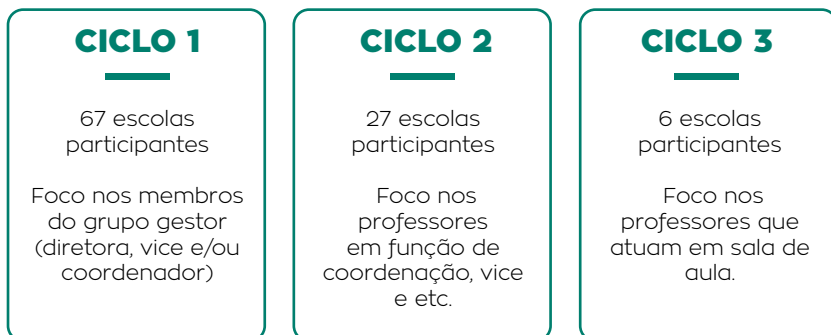 CICLO 1
67 escolas
participantes
Foco nos membros
do grupo gestor
(diretora, vice e/ou
coordenador)
CICLO 2
27 escolas
participantes
Foco nos
professores
em função de
coordenação, vice
e etc.
CICLO 3
6 escolas
participantes
Foco nos
professores que
atuam em sala de
aula.